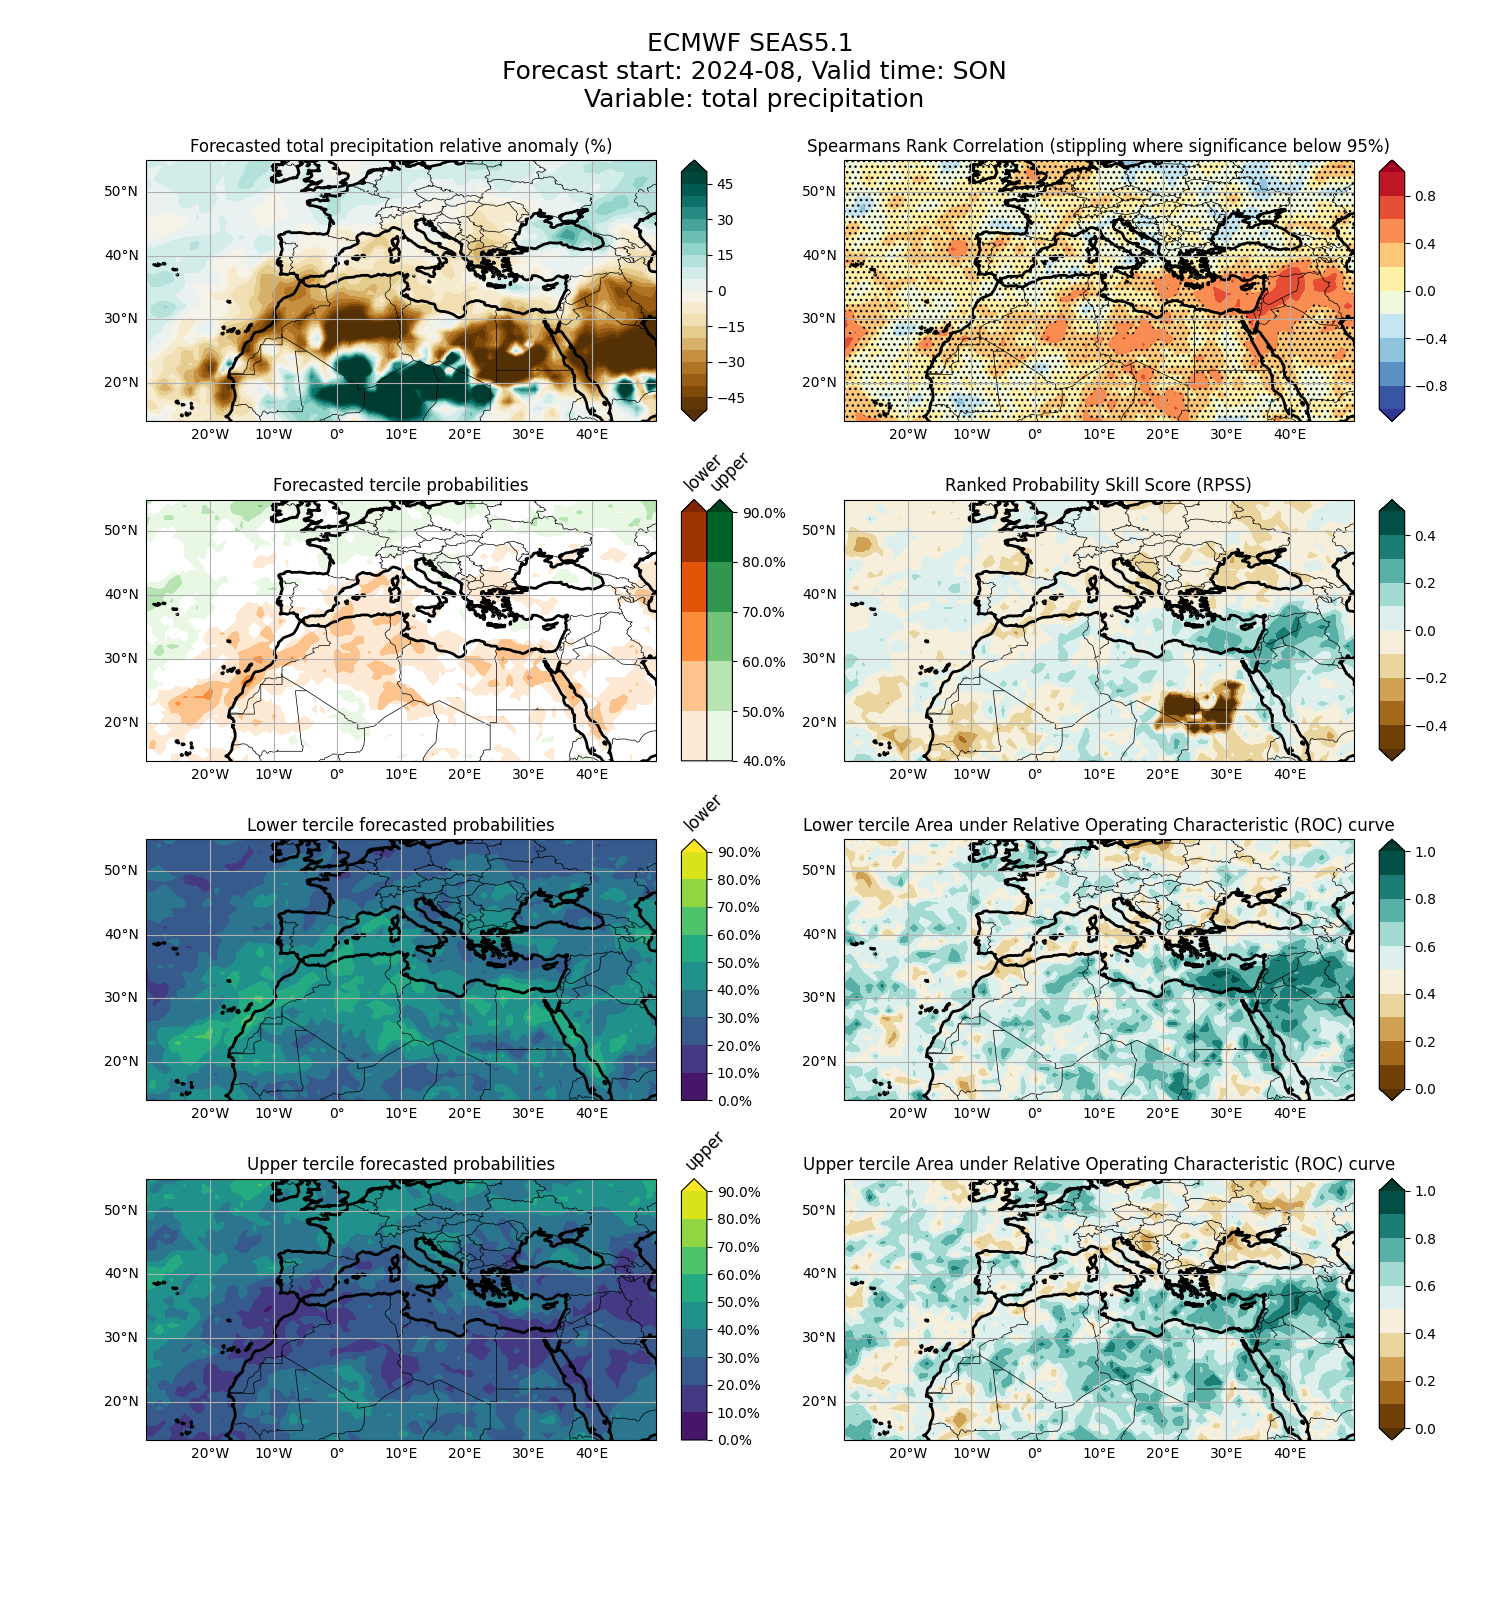 ECMWF SEAS5.1
Forecast start: 2024-08, Valid time: SON
Variable: total precipitation
Forecasted total precipitation relative anomaly (%)
50°N
40°N
30°N
20°N
20°W 10°W 0° 10°E 20°E 30°E 40°E
45
30
15
0
−15
−30
−45
Spearmans Rank Correlation (stippling where significance below 95%)
50°N
40°N
30°N
20°N
20°W 10°W 0° 10°E 20°E 30°E 40°E
0.8
0.4
0.0
−0.4
−0.8
Forecasted tercile probabilities
50°N
40°N
30°N
20°N
20°W 10°W 0° 10°E 20°E 30°E 40°E
lower
upper
90.0%
80.0%
70.0%
60.0%
50.0%
40.0%
Ranked Probability Skill Score (RPSS)
50°N
40°N
30°N
20°N
20°W 10°W 0° 10°E 20°E 30°E 40°E
0.4
0.2
0.0
−0.2
−0.4
Lower tercile forecasted probabilities
50°N
40°N
30°N
20°N
20°W 10°W 0° 10°E 20°E 30°E 40°E
lower
90.0%
80.0%
70.0%
60.0%
50.0%
40.0%
30.0%
20.0%
10.0%
0.0%
Lower tercile Area under Relative Operating Characteristic (ROC) curve
50°N
40°N
30°N
20°N
20°W 10°W 0° 10°E 20°E 30°E 40°E
1.0
0.8
0.6
0.4
0.2
0.0
Upper tercile forecasted probabilities
50°N
40°N
30°N
20°N
20°W 10°W 0° 10°E 20°E 30°E 40°E
upper
90.0%
80.0%
70.0%
60.0%
50.0%
40.0%
30.0%
20.0%
10.0%
0.0%
Upper tercile Area under Relative Operating Characteristic (ROC) curve
50°N
40°N
30°N
20°N
20°W 10°W 0° 10°E 20°E 30°E 40°E
1.0
0.8
0.6
0.4
0.2
0.0